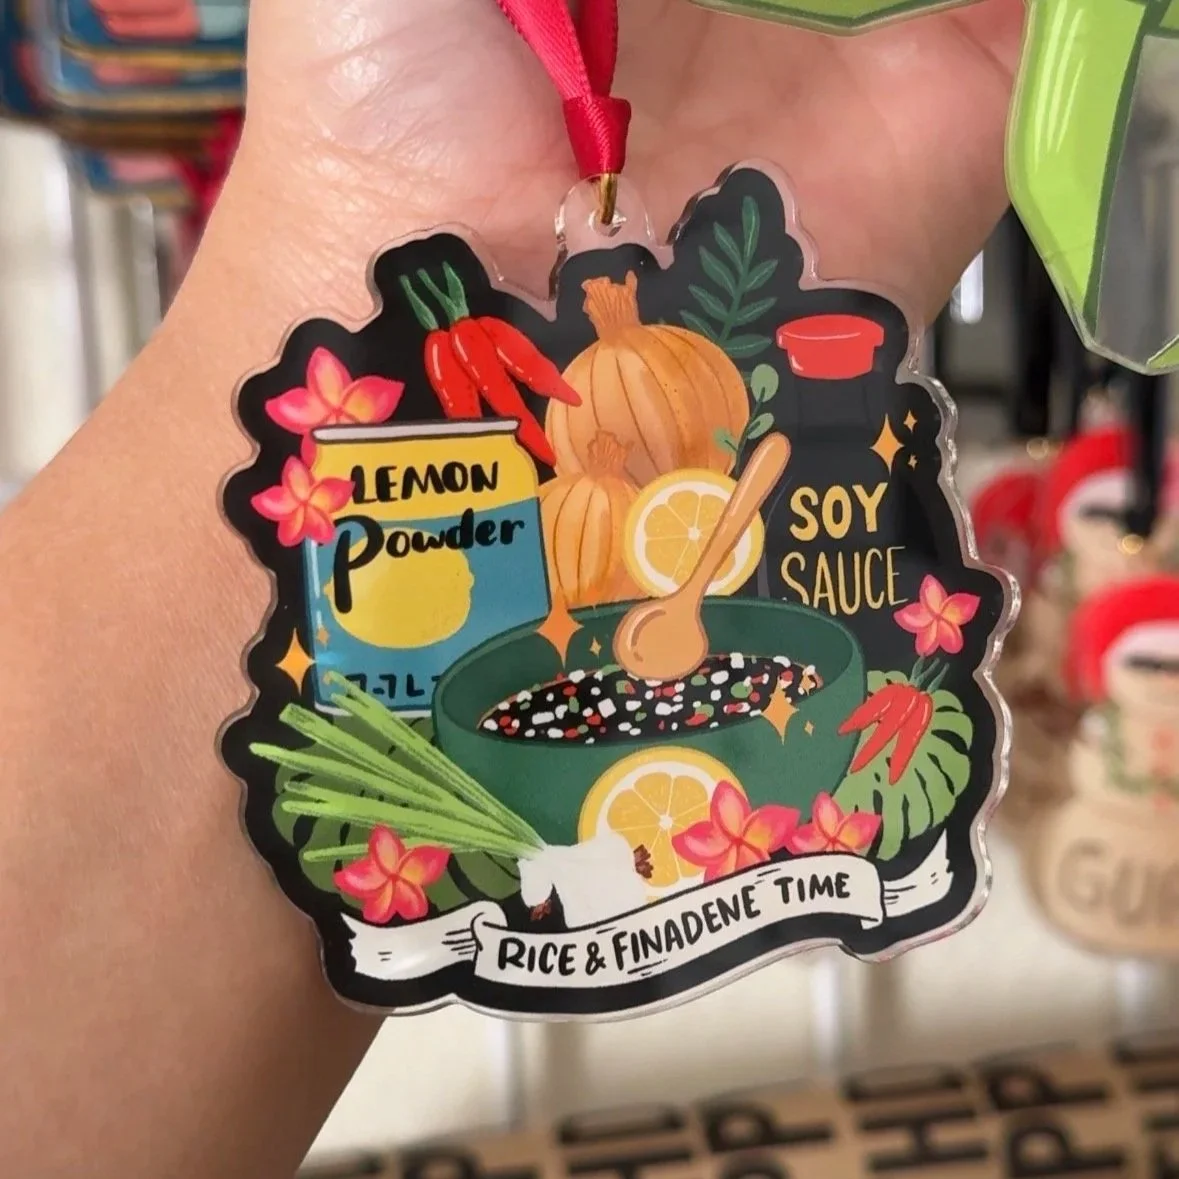 LEMON
Powder
SOY
SAUCE
RICE & FINADENE TIME